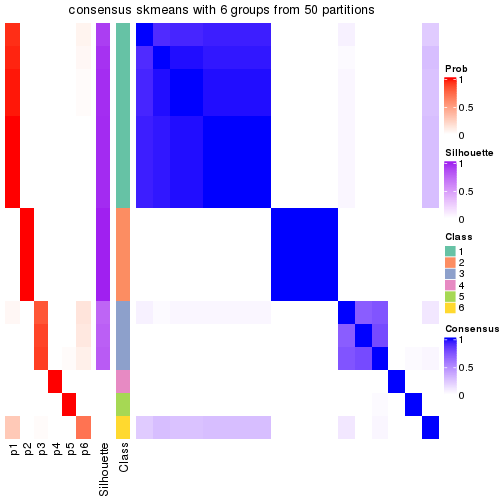 consensus skmeans with 6 groups from 50 partitions
Prob
1
0.5
0
Silhouette
1
0.5
0
Class
1
2
3
4
5
6
Consensus
1
0.5
0
p1
p2
p3
p4
p5
p6
Silhouette
Class